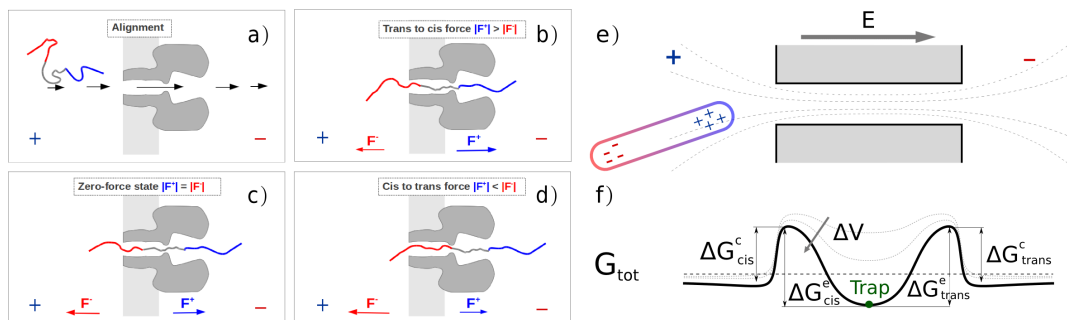 Alignment
a)
+
−
Trans to cis force |F⁺| > |F⁻|
b)
+
−
F⁻
F⁺
Zero-force state |F⁺| = |F⁻|
c)
F⁻
F⁺
+
−
Cis to trans force |F⁺| < |F⁻|
d)
F⁻
F⁺
+
−
e)
E
+
−
+ +
+ + +
+ +
− −
− −
−
f)
G_tot
ΔG^c_cis
ΔG^e_cis
ΔV
Trap
ΔG^e_trans
ΔG^c_trans